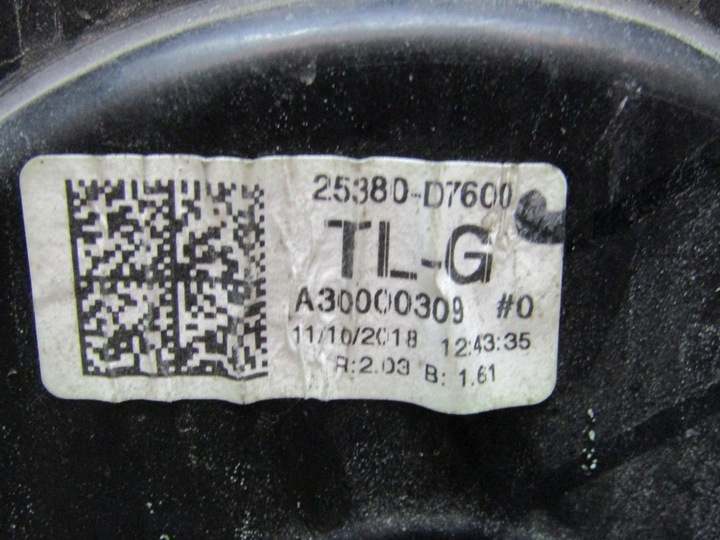 25380-D7600
TL-G
A30000309 #0
11/10/2018 12:43:35
R:2.03 B: 1.61